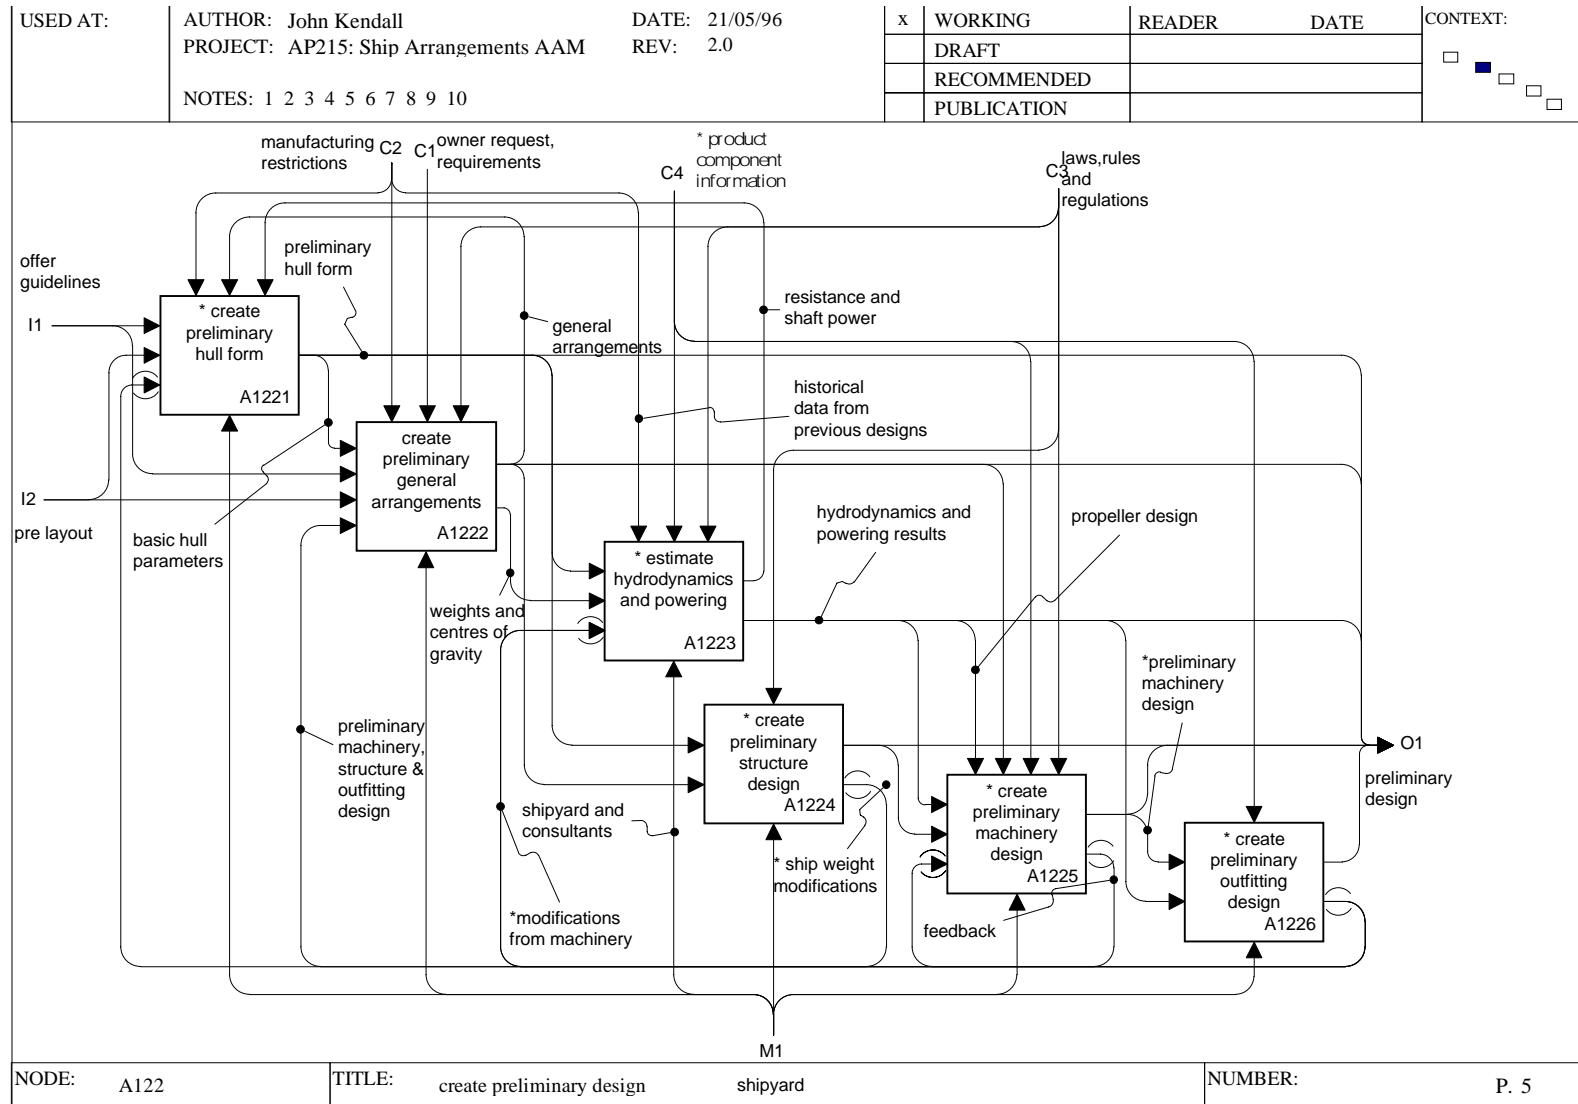 USED AT:
AUTHOR: John Kendall
DATE: 21/05/96
x WORKING
READER DATE
CONTEXT:
PROJECT: AP215: Ship Arrangements AAM
REV: 2.0
DRAFT
RECOMMENDED
NOTES: 1 2 3 4 5 6 7 8 9 10
PUBLICATION
manufacturing
restrictions
C2
C1
owner request,
requirements
C4
* product
component
information
C3
laws,rules
and
regulations
offer
guidelines
I1
preliminary
hull form
* create
preliminary
hull form
A1221
general
arrangements
resistance and
shaft power
historical
data from
previous designs
create
preliminary
general
arrangements
A1222
I2
pre layout
basic hull
parameters
hydrodynamics and
powering results
propeller design
* estimate
hydrodynamics
and powering
A1223
weights and
centres of
gravity
*preliminary
machinery
design
preliminary
machinery,
structure &
outfitting
design
* create
preliminary
structure
design
A1224
O1
preliminary
design
shipyard and
consultants
* create
preliminary
machinery
design
A1225
* ship weight
modifications
* create
preliminary
outfitting
design
A1226
*modifications
from machinery
feedback
M1
NODE: A122
TITLE: create preliminary design
shipyard
NUMBER:
P. 5